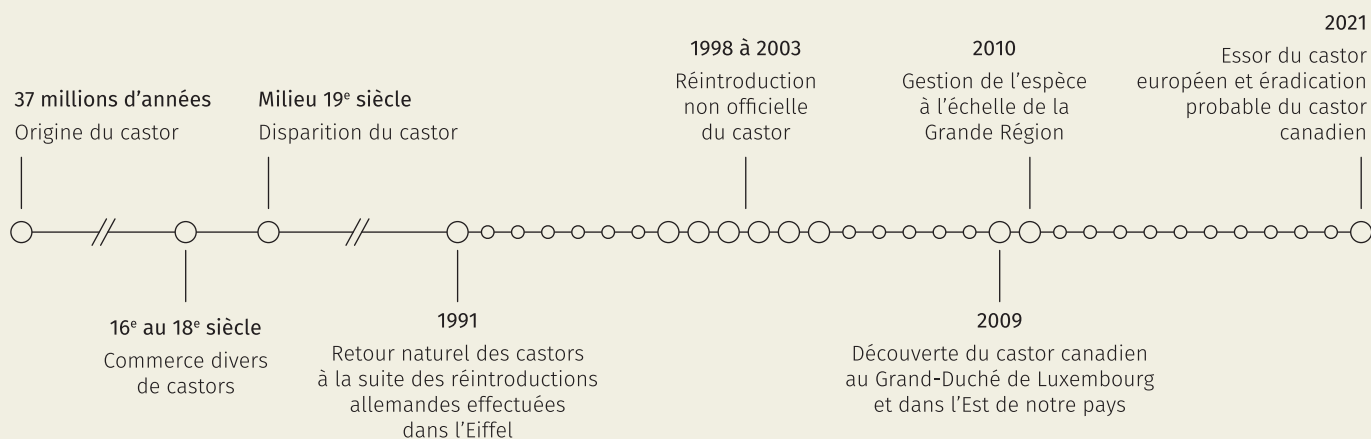 37 millions d'années
Origine du castor
16e au 18e siècle
Commerce divers
de castors
Milieu 19e siècle
Disparition du castor
1991
Retour naturel des castors
à la suite des réintroductions
allemandes effectuées
dans l'Eiffel
1998 à 2003
Réintroduction
non officielle
du castor
2009
Découverte du castor canadien
au Grand-Duché de Luxembourg
et dans l'Est de notre pays
2010
Gestion de l'espèce
à l'échelle de la
Grande Région
2021
Essor du castor
européen et éradication
probable du castor
canadien